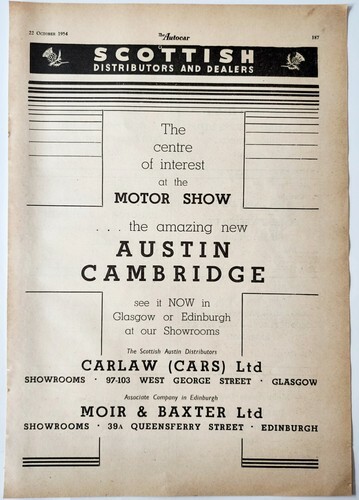 22 October 1954 The Autocar 147
SCOTTISH
DISTRIBUTORS AND DEALERS
The
centre
of interest
at the
MOTOR SHOW
. . . the amazing new
AUSTIN
CAMBRIDGE
see it NOW in
Glasgow or Edinburgh
at our Showrooms
The Scottish Austin Distributors
CARLAW (CARS) Ltd
SHOWROOMS · 97-103 WEST GEORGE STREET · GLASGOW
Associate Company in Edinburgh
MOIR & BAXTER Ltd
SHOWROOMS · 39A QUEENSFERRY STREET · EDINBURGH